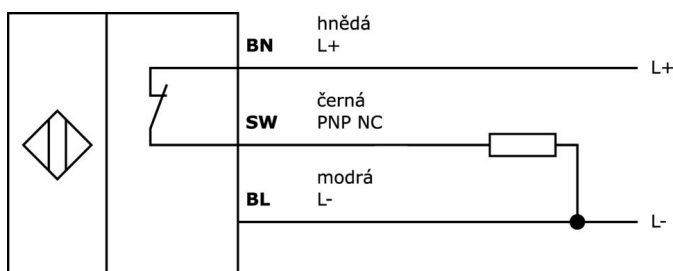 hnědá
BN L+
L+
černá
SW PNP NC
modrá
BL L-
L-